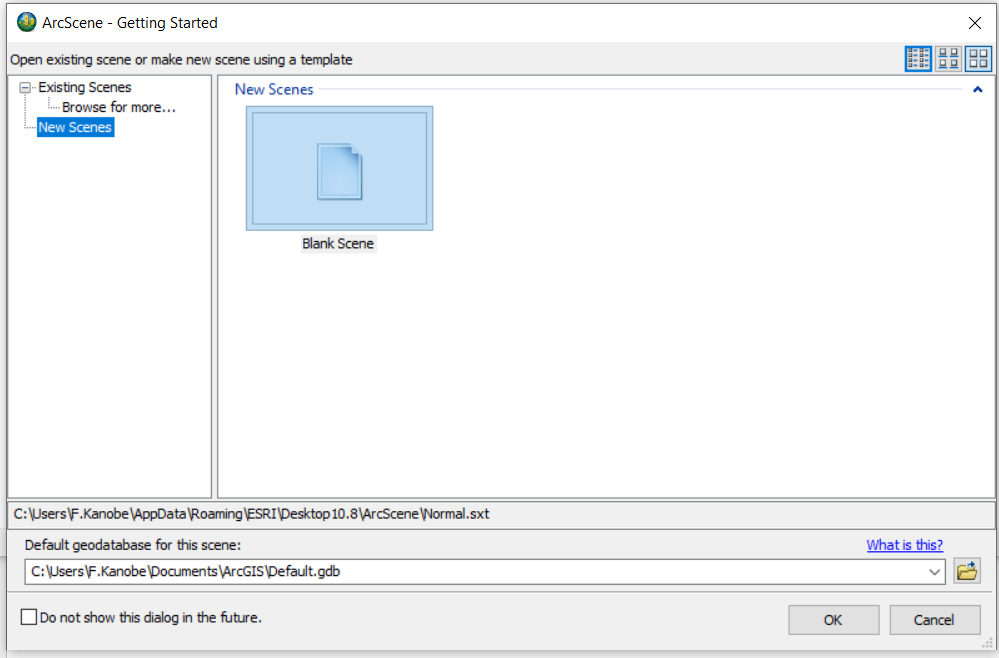 ArcScene - Getting Started
Open existing scene or make new scene using a template
Existing Scenes
Browse for more...
New Scenes
New Scenes
Blank Scene
C:\Users\F.Kanobe\AppData\Roaming\ESRI\Desktop10.8\ArcScene\Normal.sxt
Default geodatabase for this scene:
What is this?
C:\Users\F.Kanobe\Documents\ArcGIS\Default.gdb
Do not show this dialog in the future.
OK
Cancel